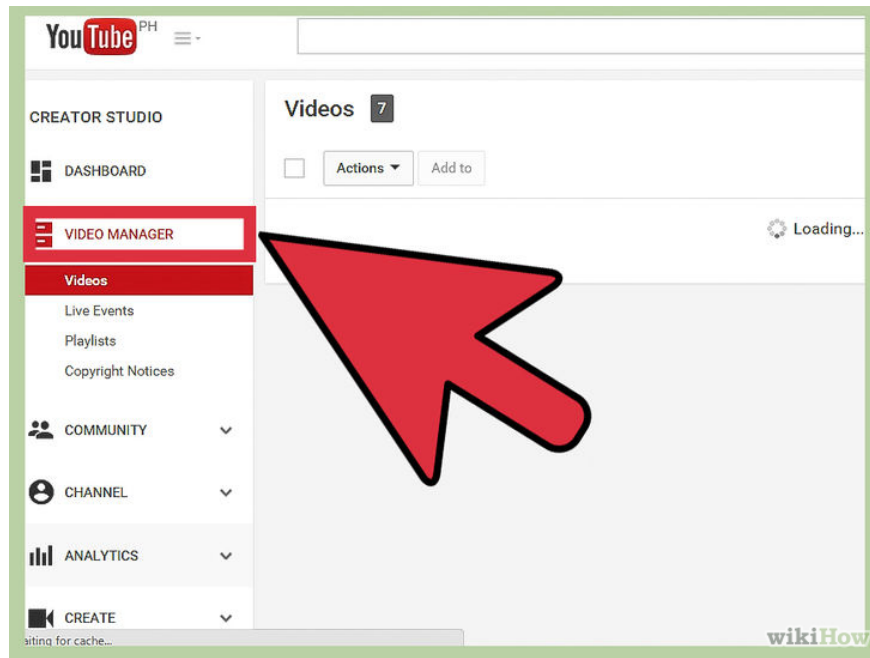 YouTube PH
CREATOR STUDIO
DASHBOARD
VIDEO MANAGER
Videos
Live Events
Playlists
Copyright Notices
COMMUNITY
CHANNEL
ANALYTICS
CREATE
Videos 7
Actions Add to
Loading...
aiting for cache...
wikiHow